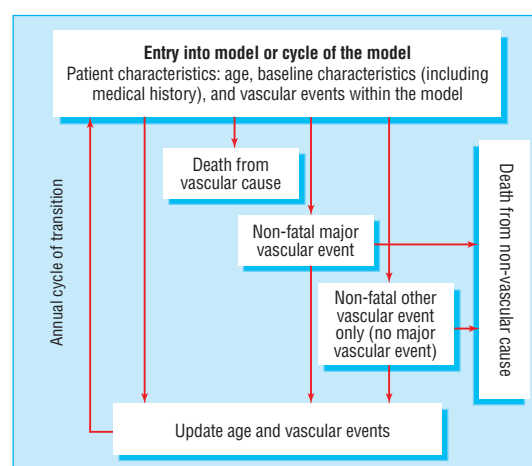 Entry into model or cycle of the model
Patient characteristics: age, baseline characteristics (including
medical history), and vascular events within the model
Death from
vascular cause
Non-fatal major
vascular event
Non-fatal other
vascular event
only (no major
vascular event)
Death from non-vascular
cause
Annual cycle of transition
Update age and vascular events